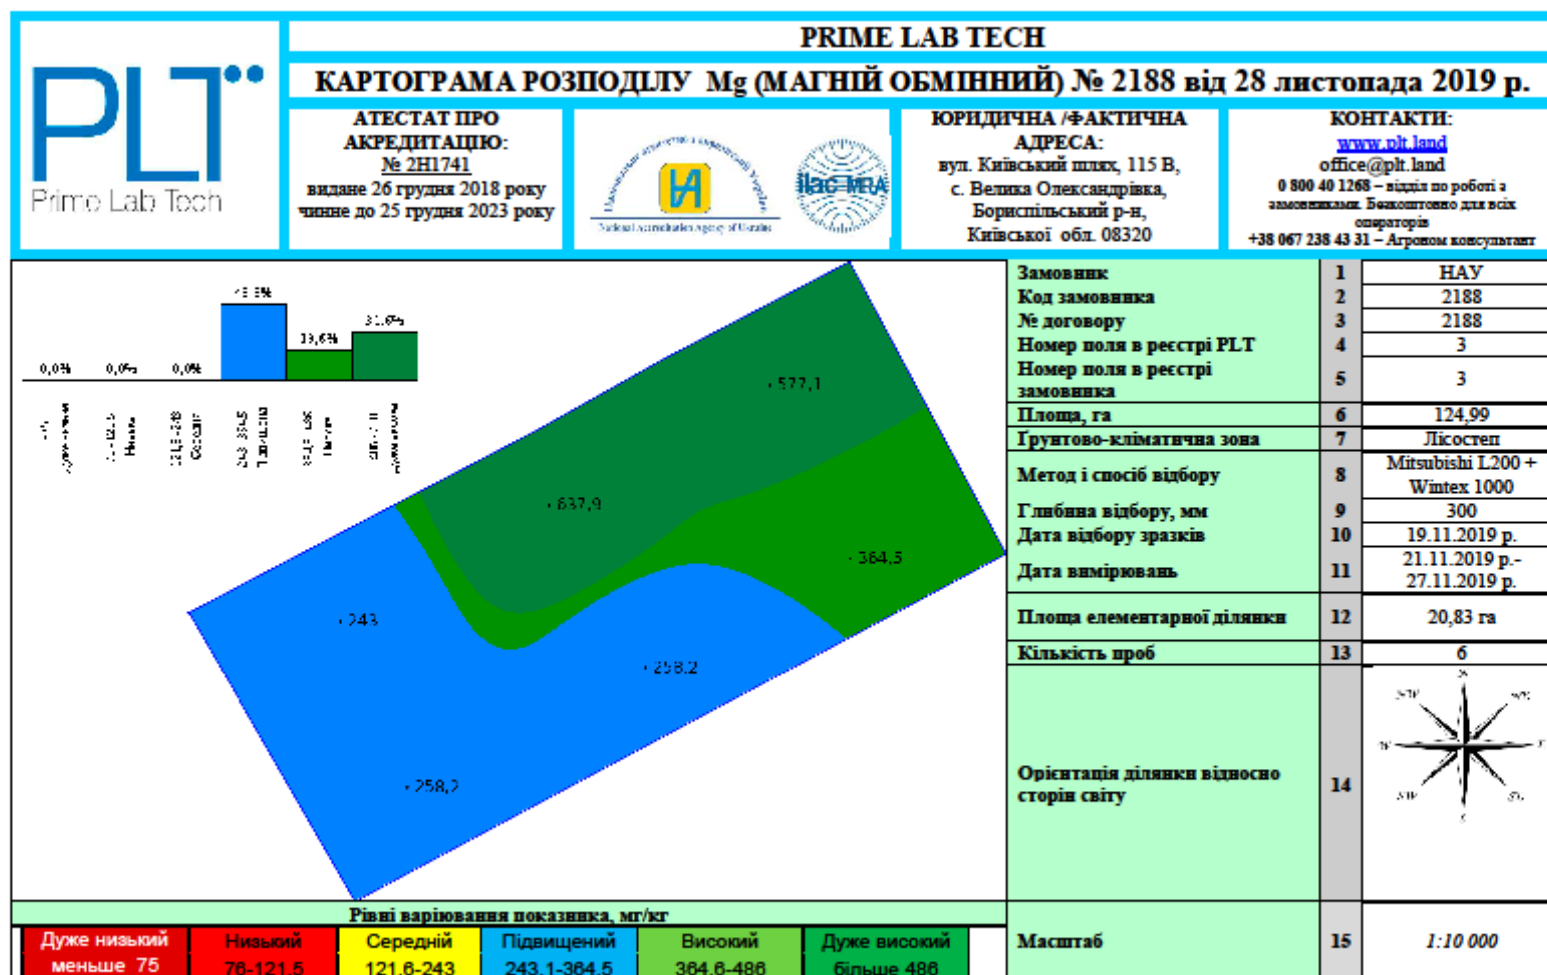 PLT
Prime Lab Tech
PRIME LAB TECH
КАРТОГРАМА РОЗПОДІЛУ Mg (МАГНІЙ ОБМІННИЙ) № 2188 від 28 листопада 2019 р.
АТЕСТАТ ПРО
АКРЕДИТАЦІЮ:
№ 2Н1741
видане 26 грудня 2018 року
чинне до 25 грудня 2023 року
National Accreditation Agency of Ukraine
ilac-MRA
ЮРИДИЧНА /ФАКТИЧНА
АДРЕСА:
вул. Київський шлях, 115 В,
с. Велика Олександрівка,
Бориспільський р-н,
Київської обл. 08320
КОНТАКТИ:
www.plt.land
office@plt.land
0 800 40 1268 – відділ по роботі з
замовниками. Безкоштовно для всіх
операторів
+38 067 238 43 31 – Агроном консультант
0,0%
0,0%
0,0%
31,6%
577,1
637,9
364,5
243
258,2
258,2
Замовник 1 НАУ
Код замовника 2 2188
№ договору 3 2188
Номер поля в реєстрі PLT 4 3
Номер поля в реєстрі
замовника 5 3
Площа, га 6 124,99
Ґрунтово-кліматична зона 7 Лісостеп
Метод і спосіб відбору 8 Mitsubishi L200 +
Wintex 1000
Глибина відбору, мм 9 300
Дата відбору зразків 10 19.11.2019 р.
Дата вимірювань 11 21.11.2019 р.-
27.11.2019 р.
Площа елементарної ділянки 12 20,83 га
Кількість проб 13 6
Орієнтація ділянки відносно
сторін світу 14
Масштаб 15 1:10 000
Рівні варіювання показника, мг/кг
Дуже низький Низький Середній Підвищений Високий Дуже високий
меньше 75 76-121,5 121,6-243 243,1-364,5 364,6-486 більше 486